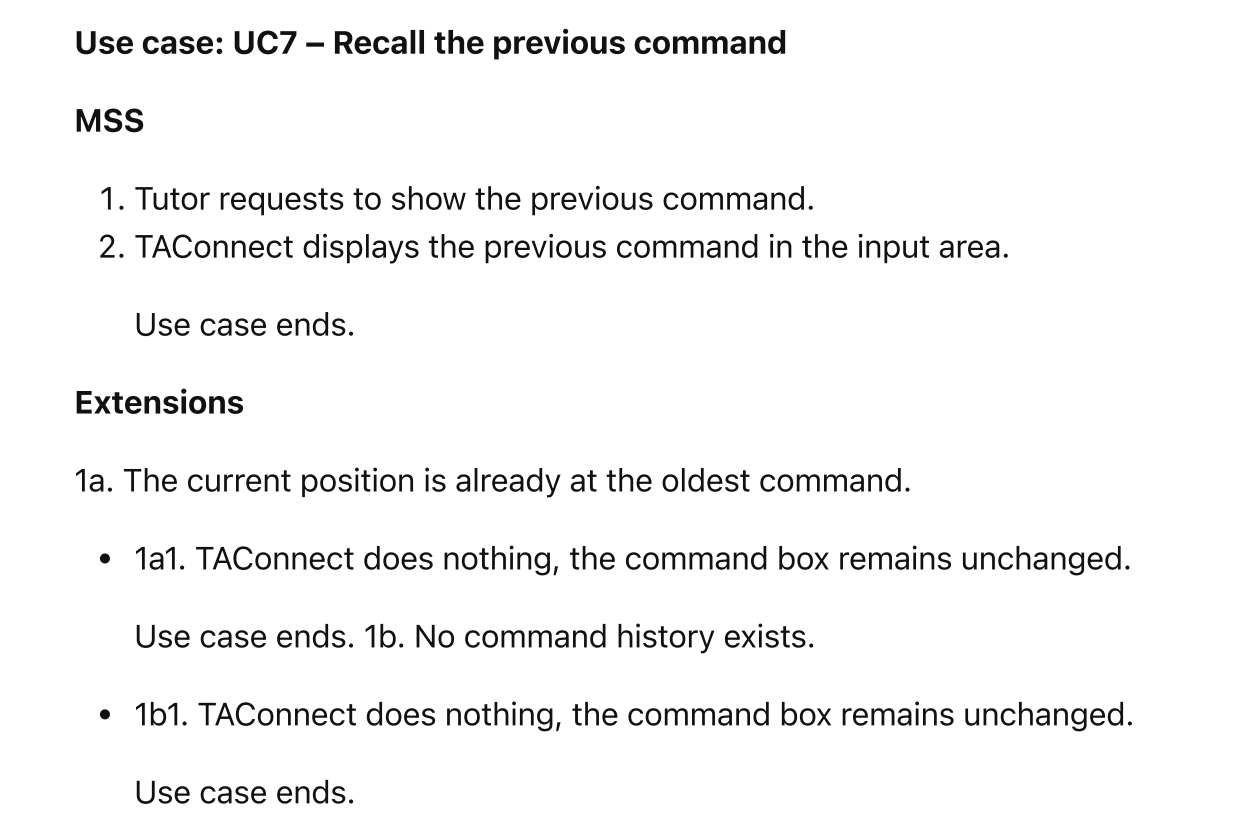 Use case: UC7 – Recall the previous command
MSS
1. Tutor requests to show the previous command.
2. TAConnect displays the previous command in the input area.
Use case ends.
Extensions
1a. The current position is already at the oldest command.
• 1a1. TAConnect does nothing, the command box remains unchanged.
Use case ends. 1b. No command history exists.
• 1b1. TAConnect does nothing, the command box remains unchanged.
Use case ends.